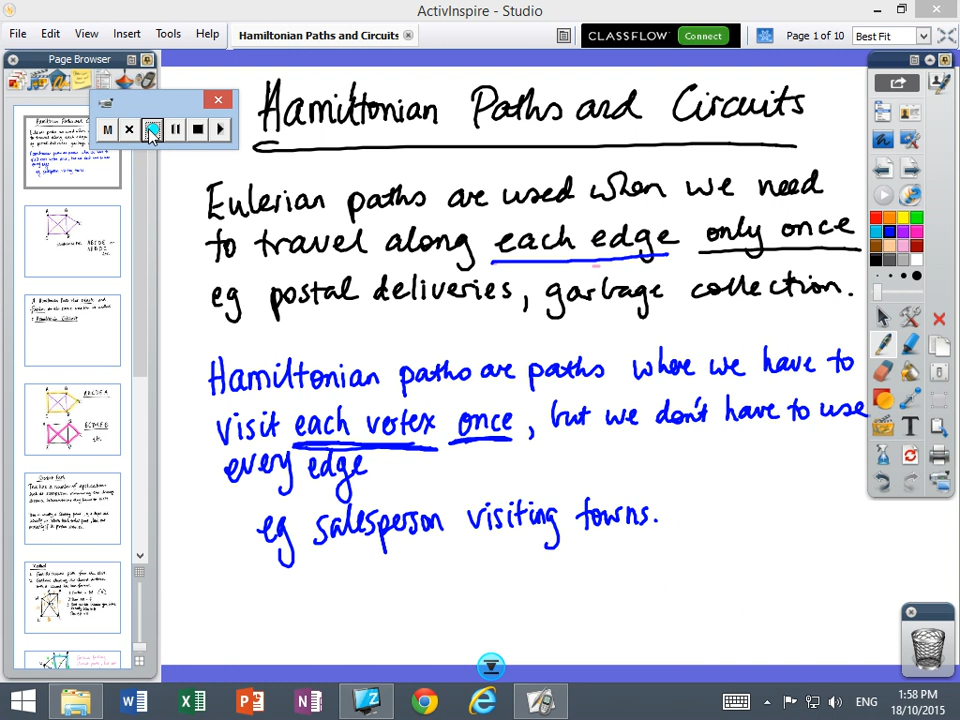 ActivInspire - Studio
File Edit View Insert Tools Help
Hamiltonian Paths and Circuits
CLASSFLOW Connect
Page 1 of 10
Best Fit
Page Browser
M
Hamiltonian Paths and Circuits
Eulerian paths are used when we need
to travel along each edge only once
eg postal deliveries, garbage collection.
Hamiltonian paths are paths where we have to
visit each vertex once, but we don't have to use
every edge
eg salesperson visiting towns.
ENG
1:58 PM
18/10/2015